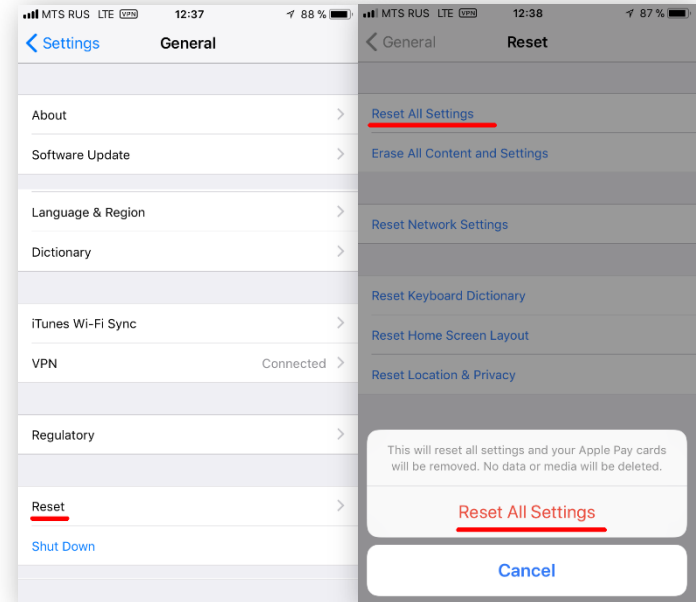 MTS RUS LTE VPN 12:37 88 %
Settings General
About
Software Update
Language & Region
Dictionary
iTunes Wi-Fi Sync
VPN Connected
Regulatory
Reset
Shut Down
MTS RUS LTE VPN 12:38 87 %
General Reset
Reset All Settings
Erase All Content and Settings
Reset Network Settings
Reset Keyboard Dictionary
Reset Home Screen Layout
Reset Location & Privacy
This will reset all settings and your Apple Pay cards
will be removed. No data or media will be deleted.
Reset All Settings
Cancel